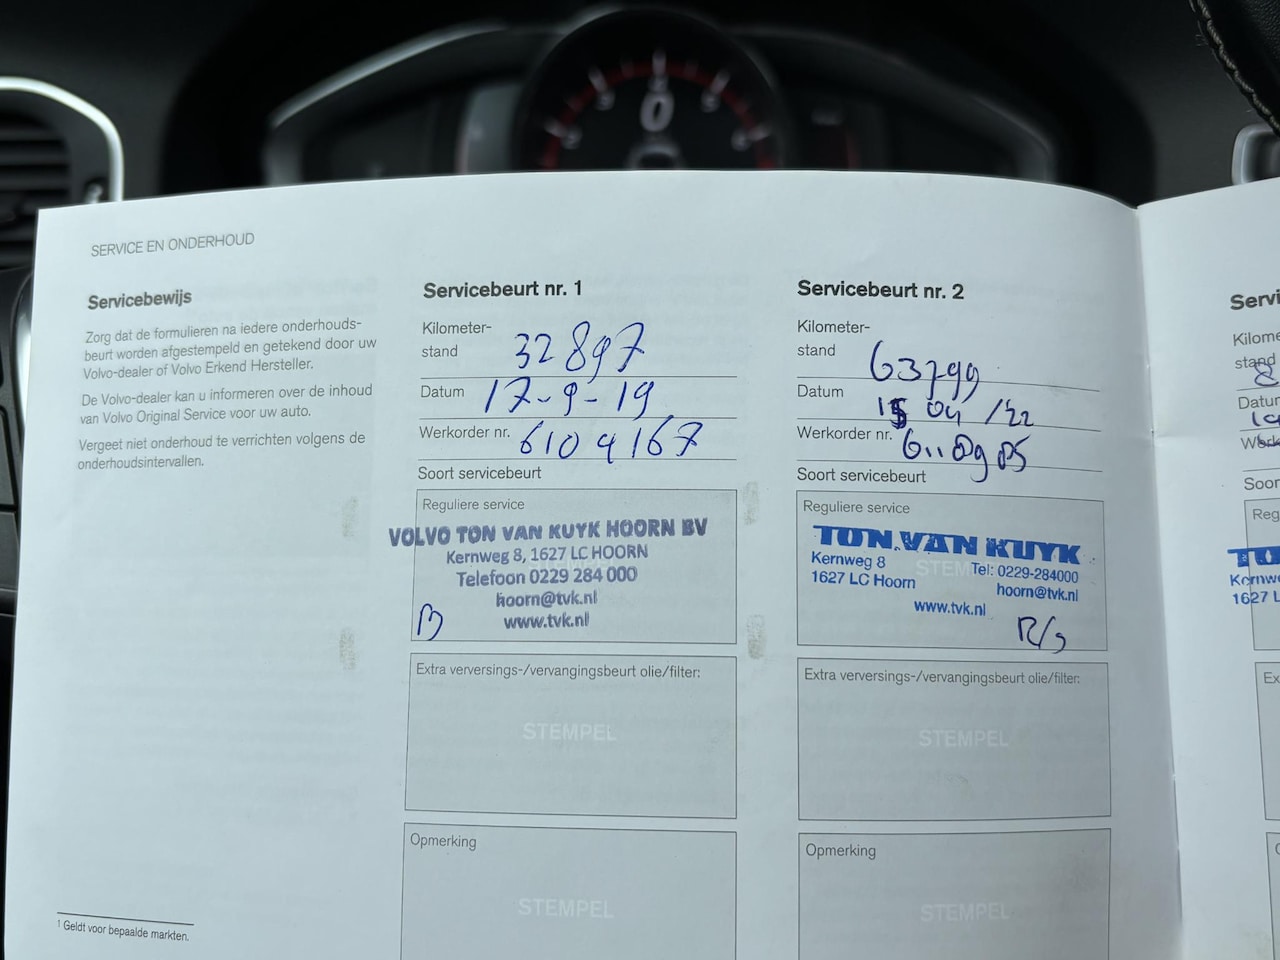 SERVICE EN ONDERHOUD
Servicebewijs
Zorg dat de formulieren na iedere onderhouds-
beurt worden afgestempeld en getekend door uw
Volvo-dealer of Volvo Erkend Hersteller.
De Volvo-dealer kan u informeren over de inhoud
van Volvo Original Service voor uw auto.
Vergeet niet onderhoud te verrichten volgens de
onderhoudsintervallen.
1 Geldt voor bepaalde markten.
Servicebeurt nr. 1
Kilometer-
stand 32897
Datum 17-9-19
Werkorder nr. 6104167
Soort servicebeurt
Reguliere service
VOLVO TON VAN KUYK HOORN BV
Kernweg 8, 1627 LC HOORN
Telefoon 0229 284 000
hoorn@tvk.nl
www.tvk.nl
Extra verversings-/vervangingsbeurt olie/filter:
STEMPEL
Opmerking
STEMPEL
Servicebeurt nr. 2
Kilometer-
stand 63799
Datum 04 /'22
Werkorder nr.
Soort servicebeurt
Reguliere service
TON VAN KUYK
Kernweg 8 Tel: 0229-284000
1627 LC Hoorn hoorn@tvk.nl
www.tvk.nl
Extra verversings-/vervangingsbeurt olie/filter:
STEMPEL
Opmerking
STEMPEL